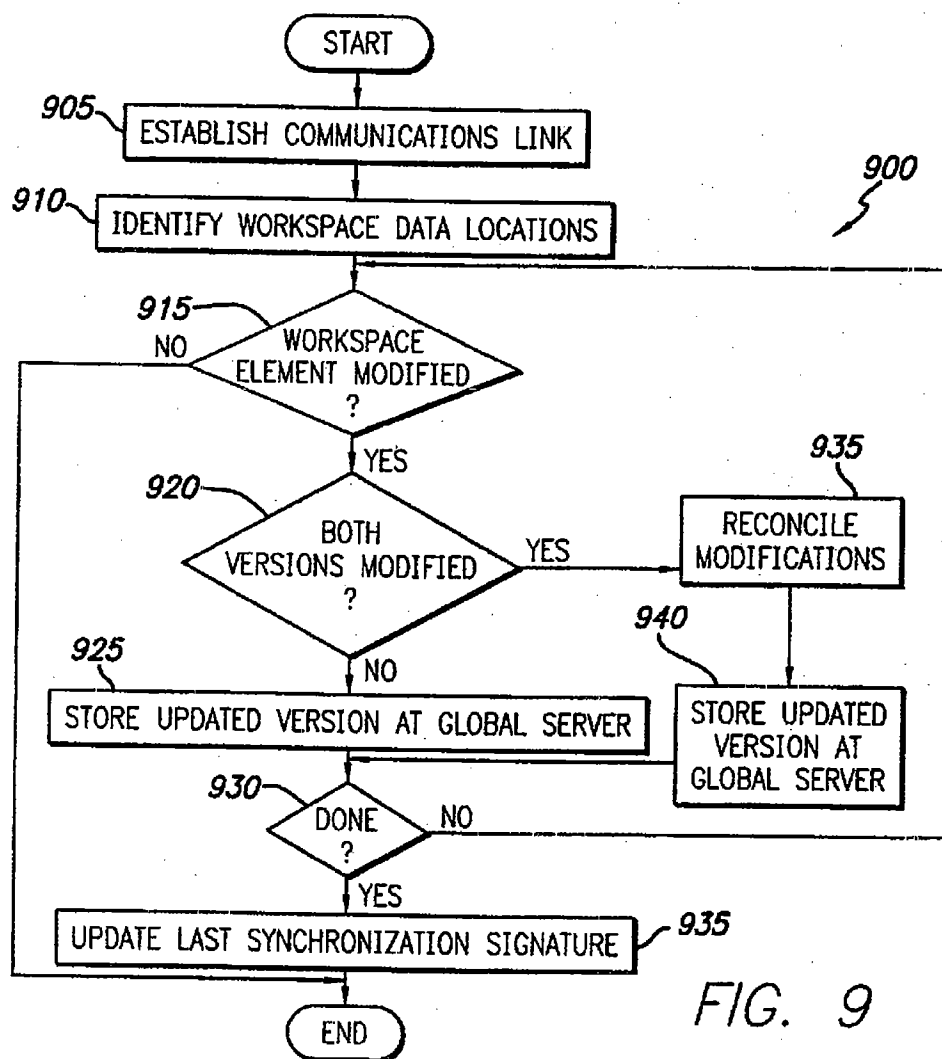 START
905
ESTABLISH COMMUNICATIONS LINK
900
910
IDENTIFY WORKSPACE DATA LOCATIONS
915
NO
WORKSPACE
ELEMENT MODIFIED
?
YES
920
BOTH
VERSIONS MODIFIED
?
YES
935
RECONCILE
MODIFICATIONS
NO
925
STORE UPDATED VERSION AT GLOBAL SERVER
940
STORE UPDATED
VERSION AT
GLOBAL SERVER
930
DONE
?
NO
YES
UPDATE LAST SYNCHRONIZATION SIGNATURE
935
END
FIG. 9